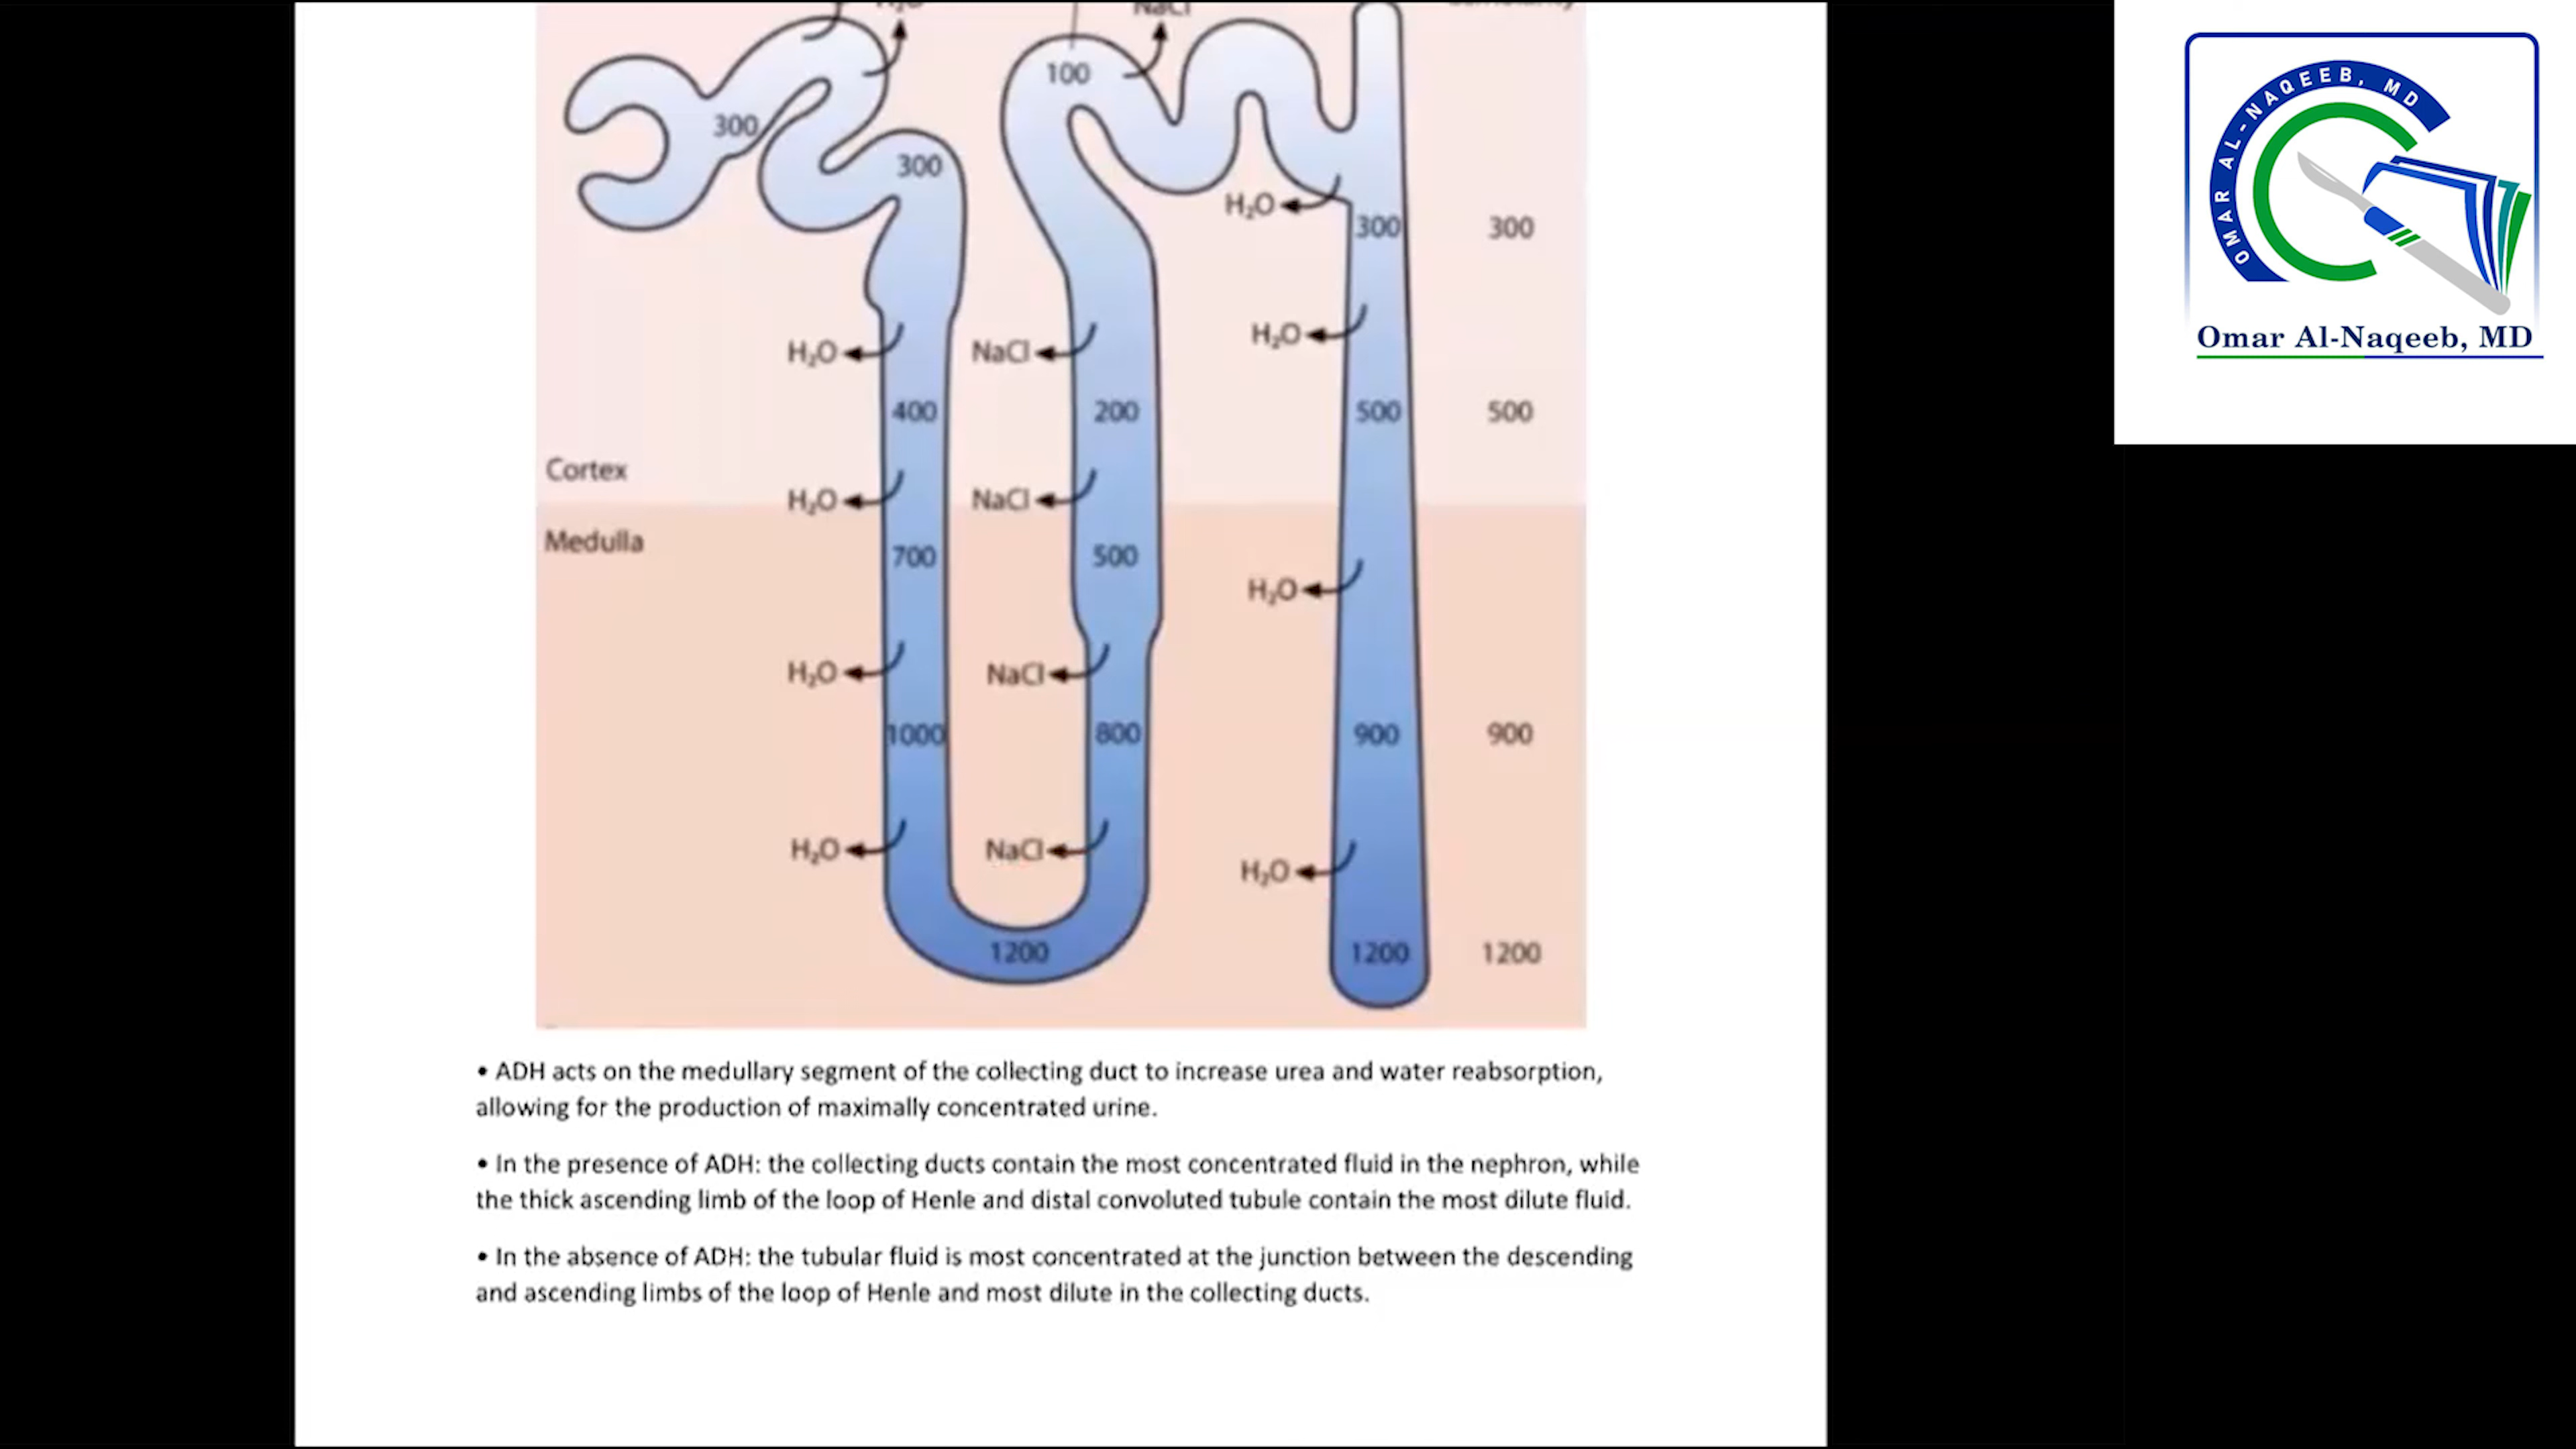 H₂O
NaCl
100
300
300
H₂O
300
300
H₂O
H₂O
NaCl
400
200
500
500
Cortex
H₂O
NaCl
Medulla
700
500
H₂O
H₂O
NaCl
1000
800
900
900
H₂O
NaCl
H₂O
1200
1200
1200
• ADH acts on the medullary segment of the collecting duct to increase urea and water reabsorption,
allowing for the production of maximally concentrated urine.
• In the presence of ADH: the collecting ducts contain the most concentrated fluid in the nephron, while
the thick ascending limb of the loop of Henle and distal convoluted tubule contain the most dilute fluid.
• In the absence of ADH: the tubular fluid is most concentrated at the junction between the descending
and ascending limbs of the loop of Henle and most dilute in the collecting ducts.
OMAR AL-NAQEEB, MD
Omar Al-Naqeeb, MD